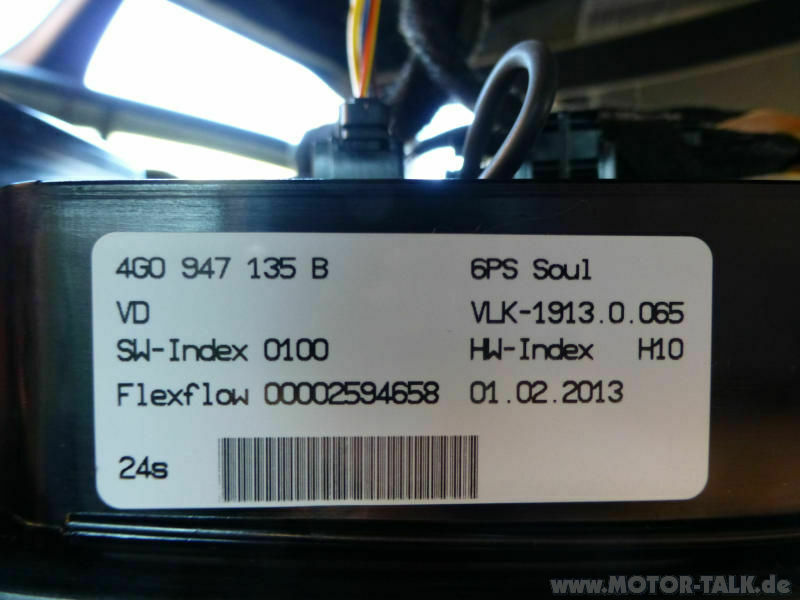 4G0 947 135 B 6PS Soul
VD VLK-1913.0.065
SW-Index 0100 HW-Index H10
Flexflow 00002594658 01.02.2013
24s
www.MOTOR-TALK.de